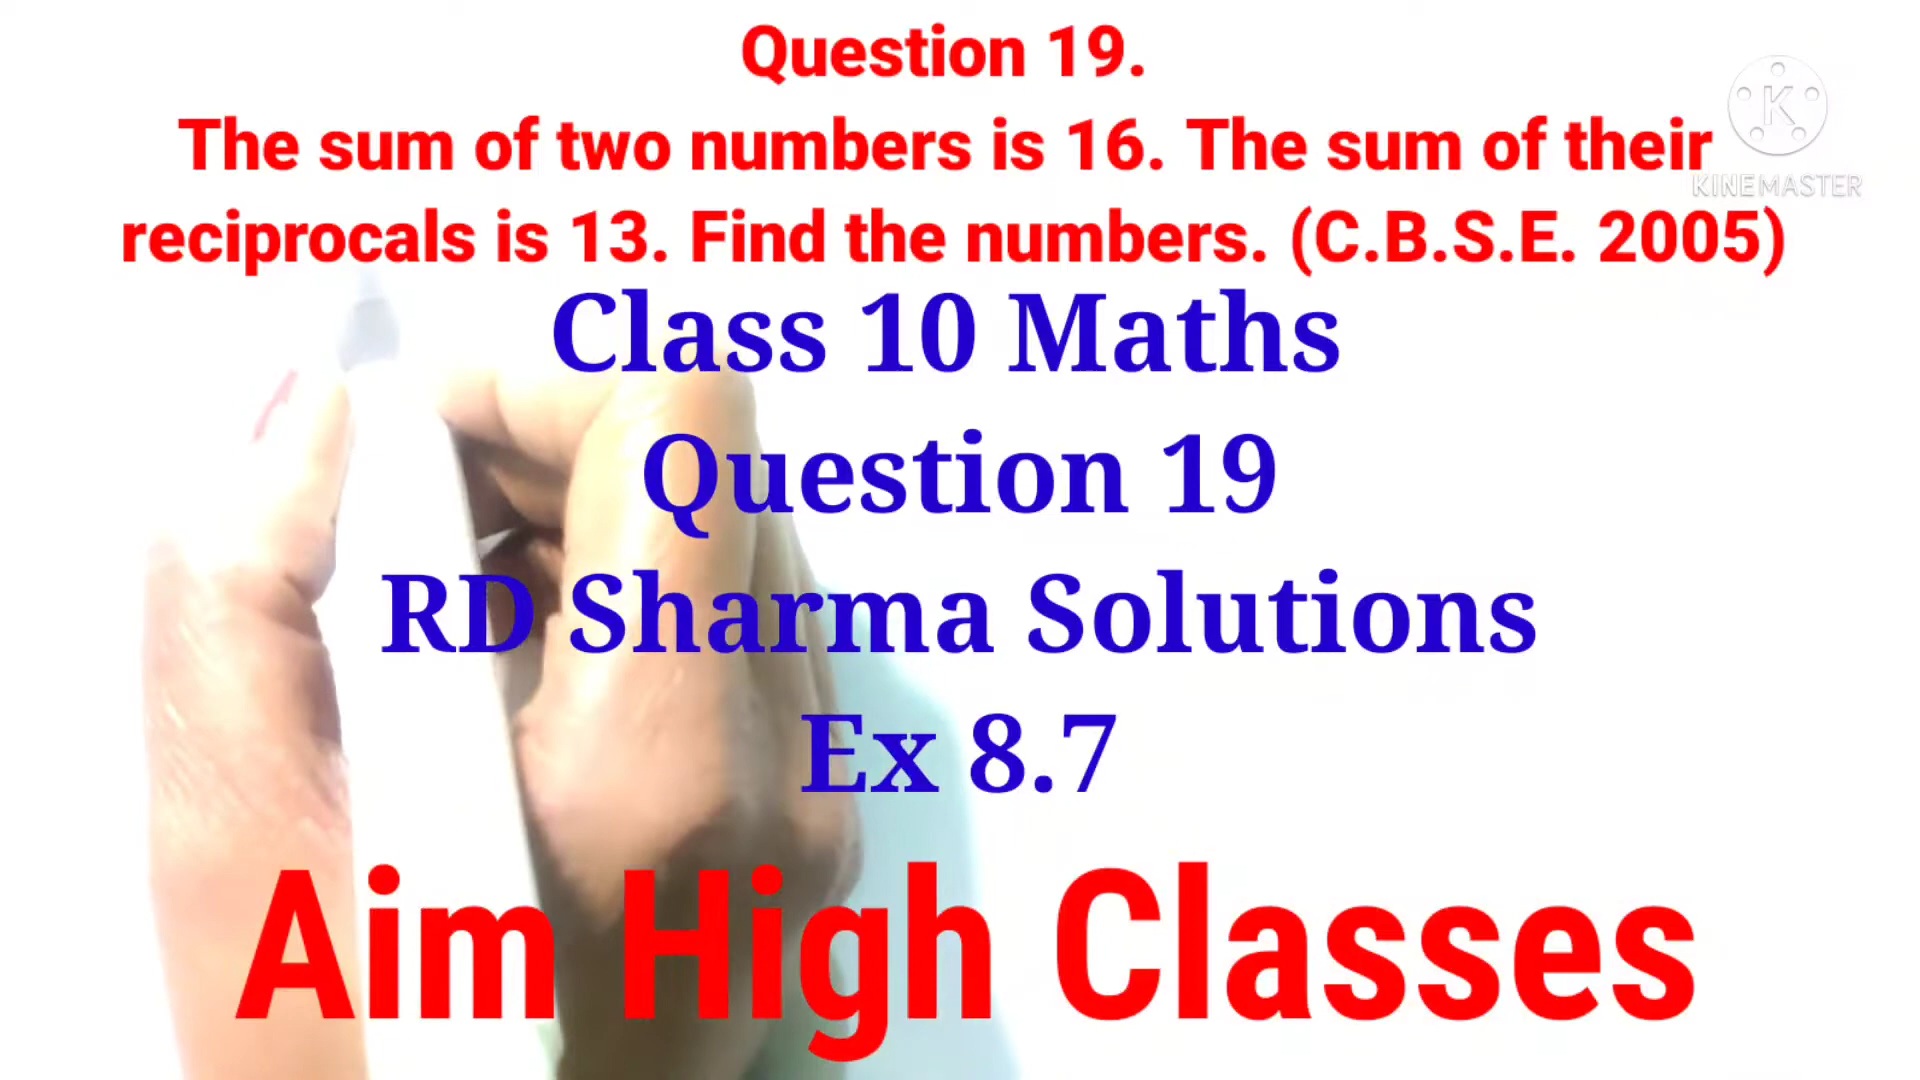 Question 19.
The sum of two numbers is 16. The sum of their
reciprocals is 13. Find the numbers. (C.B.S.E. 2005)
K
KINEMASTER
Class 10 Maths
Question 19
RD Sharma Solutions
Ex 8.7
Aim High Classes